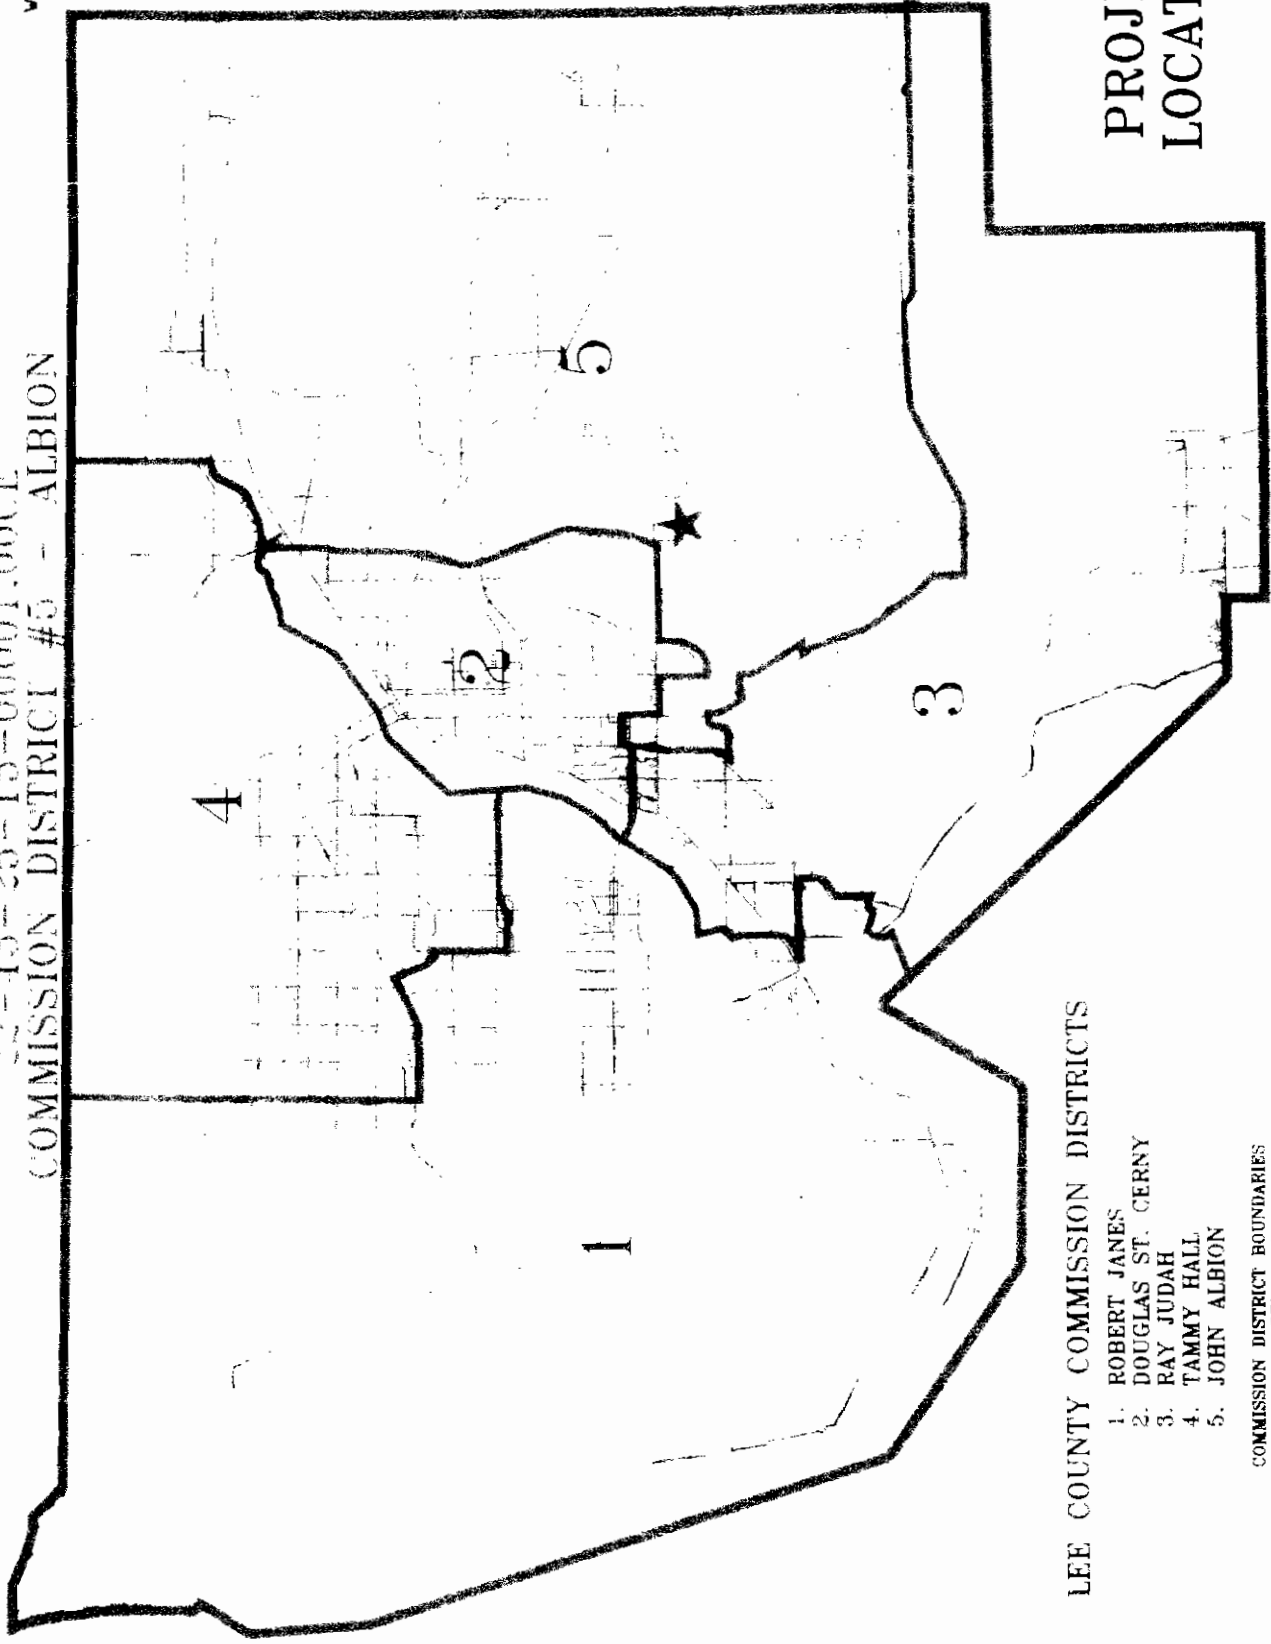 COMMISSION DISTRICT #5 - ALBION
4
5
2
3
1
PROJ
LOCAT
LEE COUNTY COMMISSION DISTRICTS
1. ROBERT JANES
2. DOUGLAS ST. CERNY
3. RAY JUDAH
4. TAMMY HALL
5. JOHN ALBION
COMMISSION DISTRICT BOUNDARIES